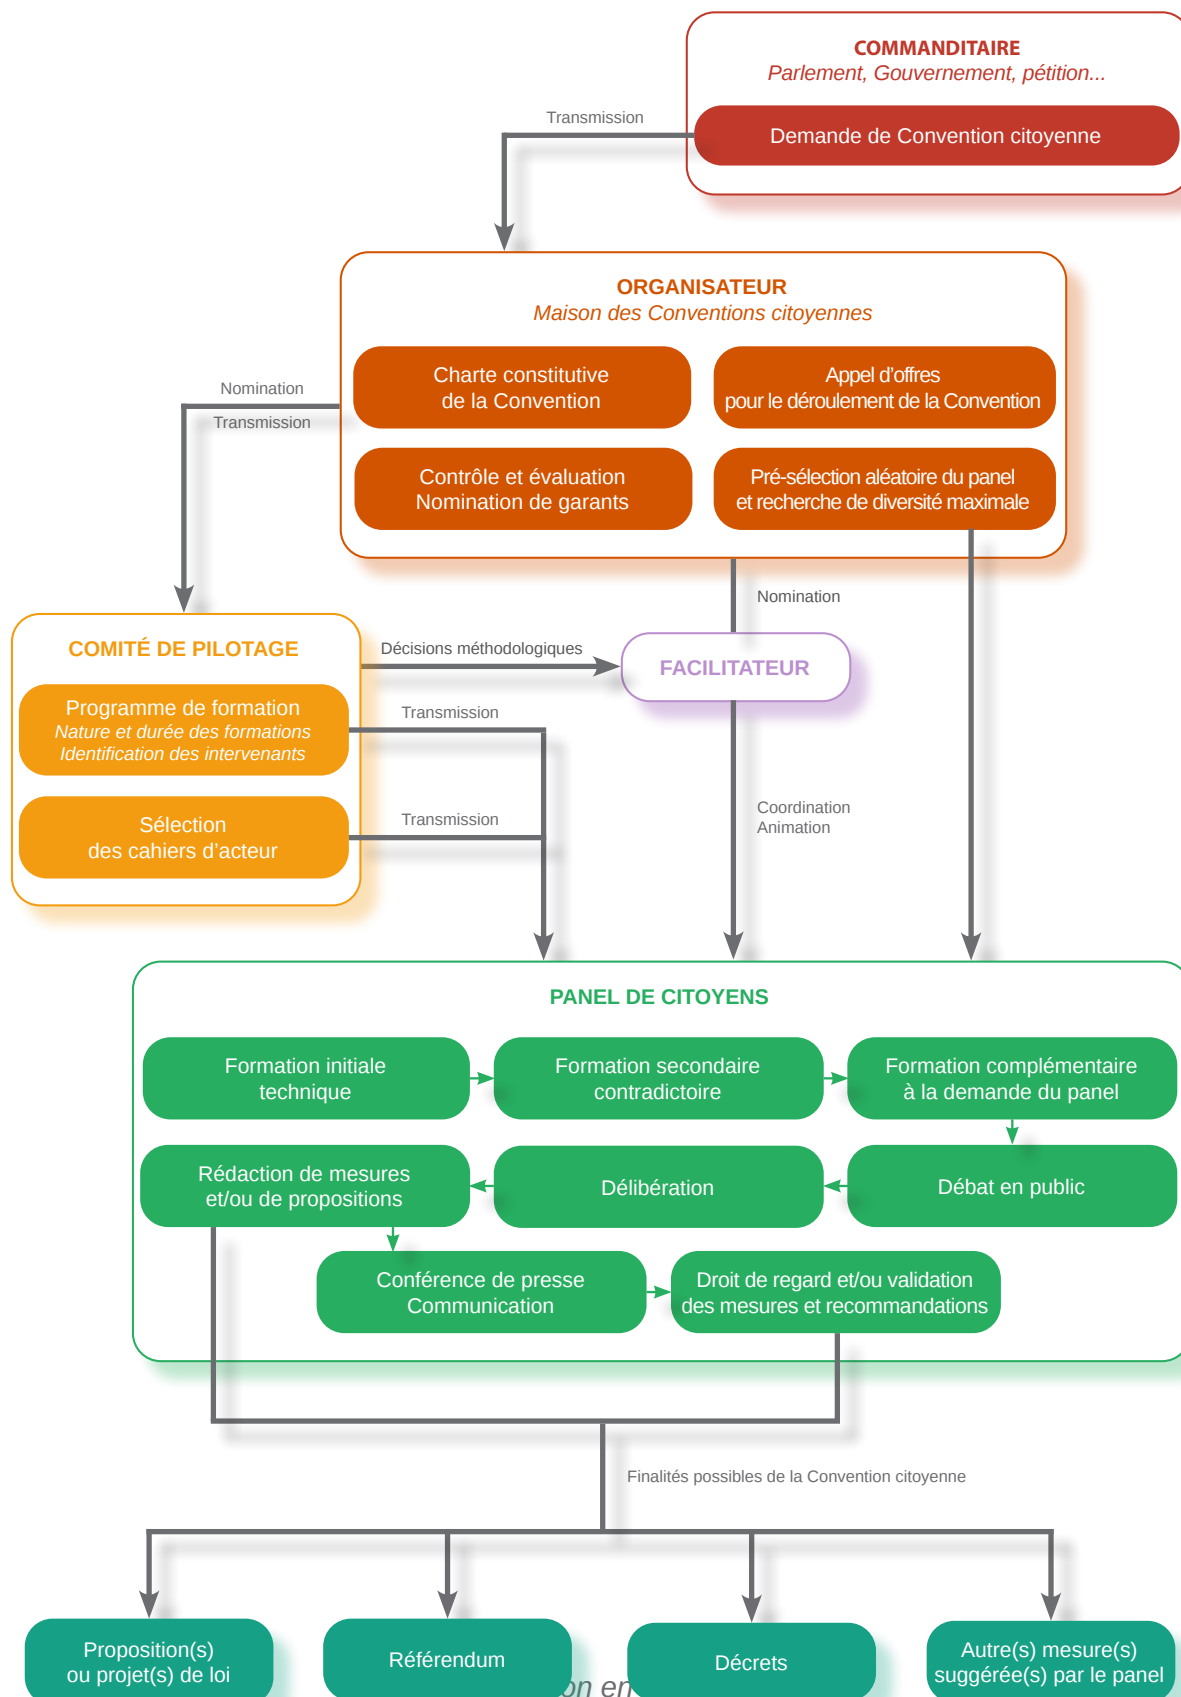 COMMANDITAIRE
Parlement, Gouvernement, pétition...
Transmission
Demande de Convention citoyenne
ORGANISATEUR
Maison des Conventions citoyennes
Charte constitutive
de la Convention
Appel d’offres
pour le déroulement de la Convention
Nomination
Transmission
Contrôle et évaluation
Nomination de garants
Pré-sélection aléatoire du panel
et recherche de diversité maximale
Nomination
COMITÉ DE PILOTAGE
Décisions méthodologiques
FACILITATEUR
Programme de formation
Nature et durée des formations
Identification des intervenants
Transmission
Sélection
des cahiers d’acteur
Transmission
Coordination
Animation
PANEL DE CITOYENS
Formation initiale
technique
Formation secondaire
contradictoire
Formation complémentaire
à la demande du panel
Rédaction de mesures
et/ou de propositions
Délibération
Débat en public
Conférence de presse
Communication
Droit de regard et/ou validation
des mesures et recommandations
Finalités possibles de la Convention citoyenne
Proposition(s)
ou projet(s) de loi
Référendum
Décrets
Autre(s) mesure(s)
suggérée(s) par le panel
en